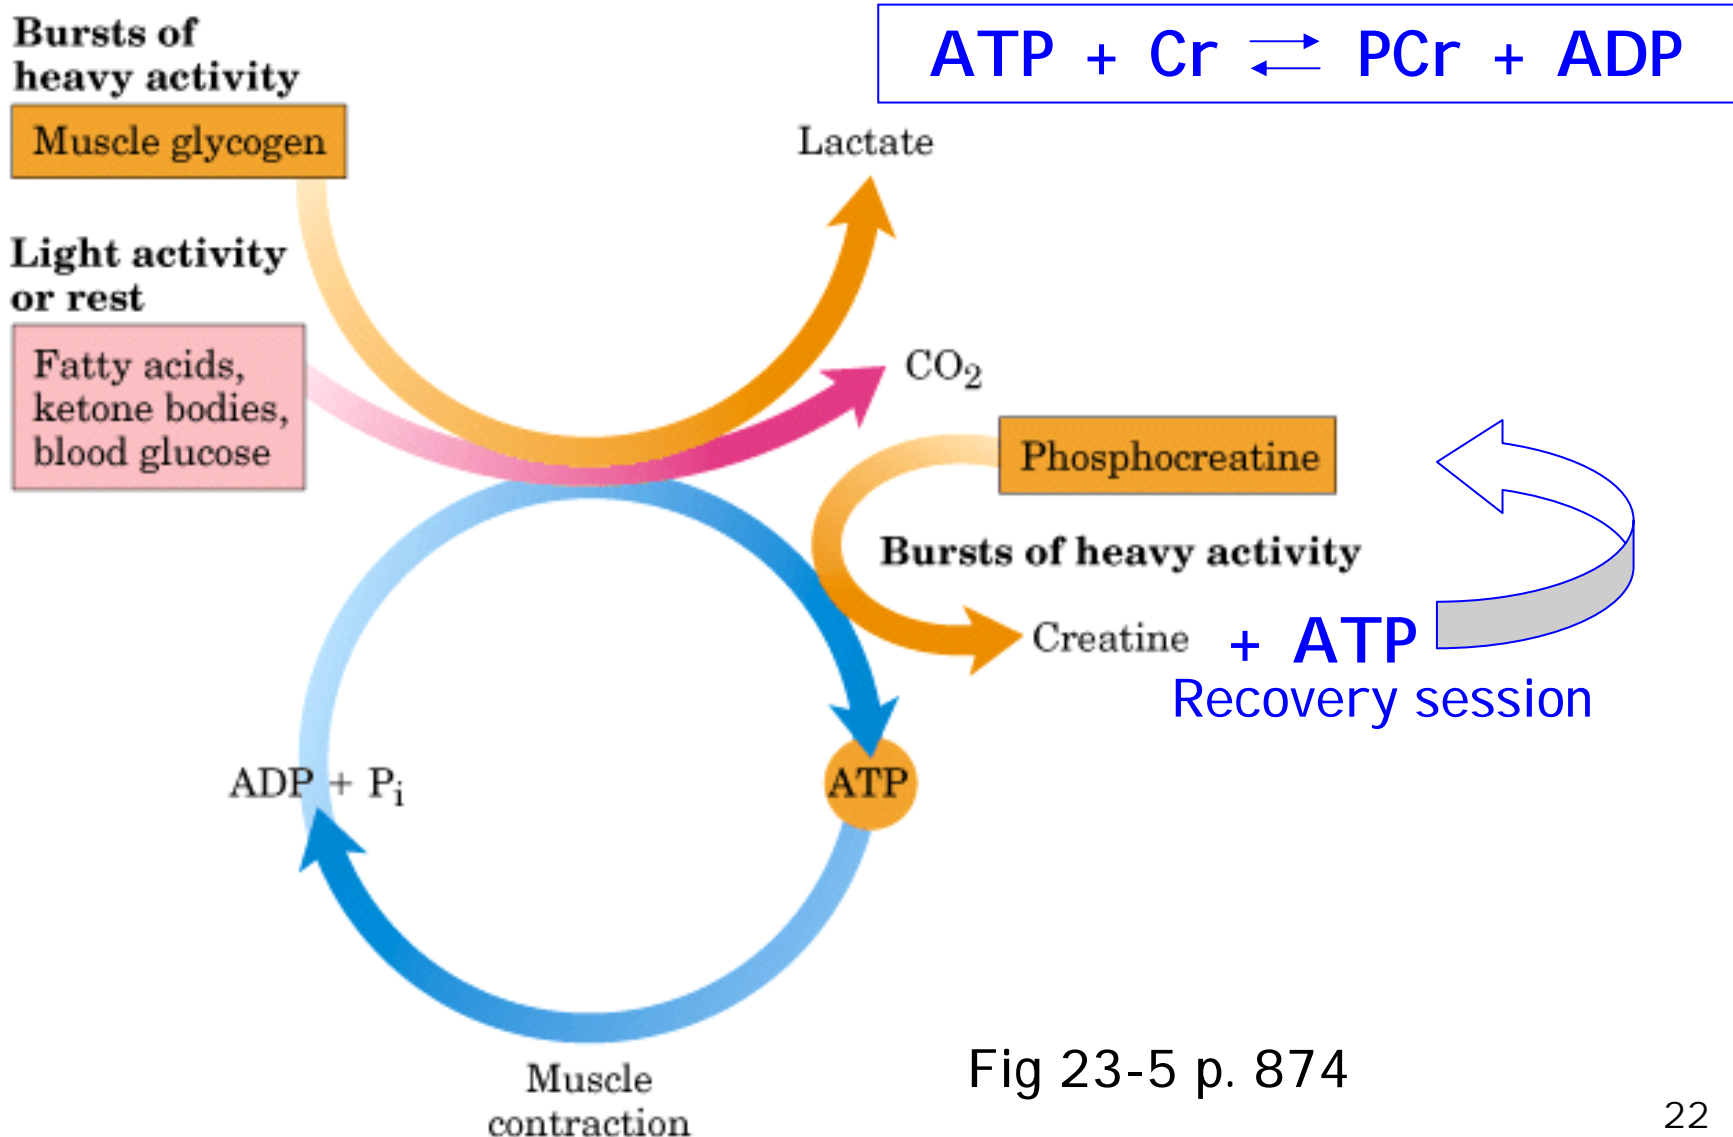 Bursts of
heavy activity
Muscle glycogen
ATP + Cr ⇄ PCr + ADP
Lactate
Light activity
or rest
Fatty acids,
ketone bodies,
blood glucose
CO₂
Phosphocreatine
Bursts of heavy activity
Creatine + ATP
Recovery session
ADP + Pᵢ
ATP
Muscle
contraction
Fig 23-5 p. 874
22